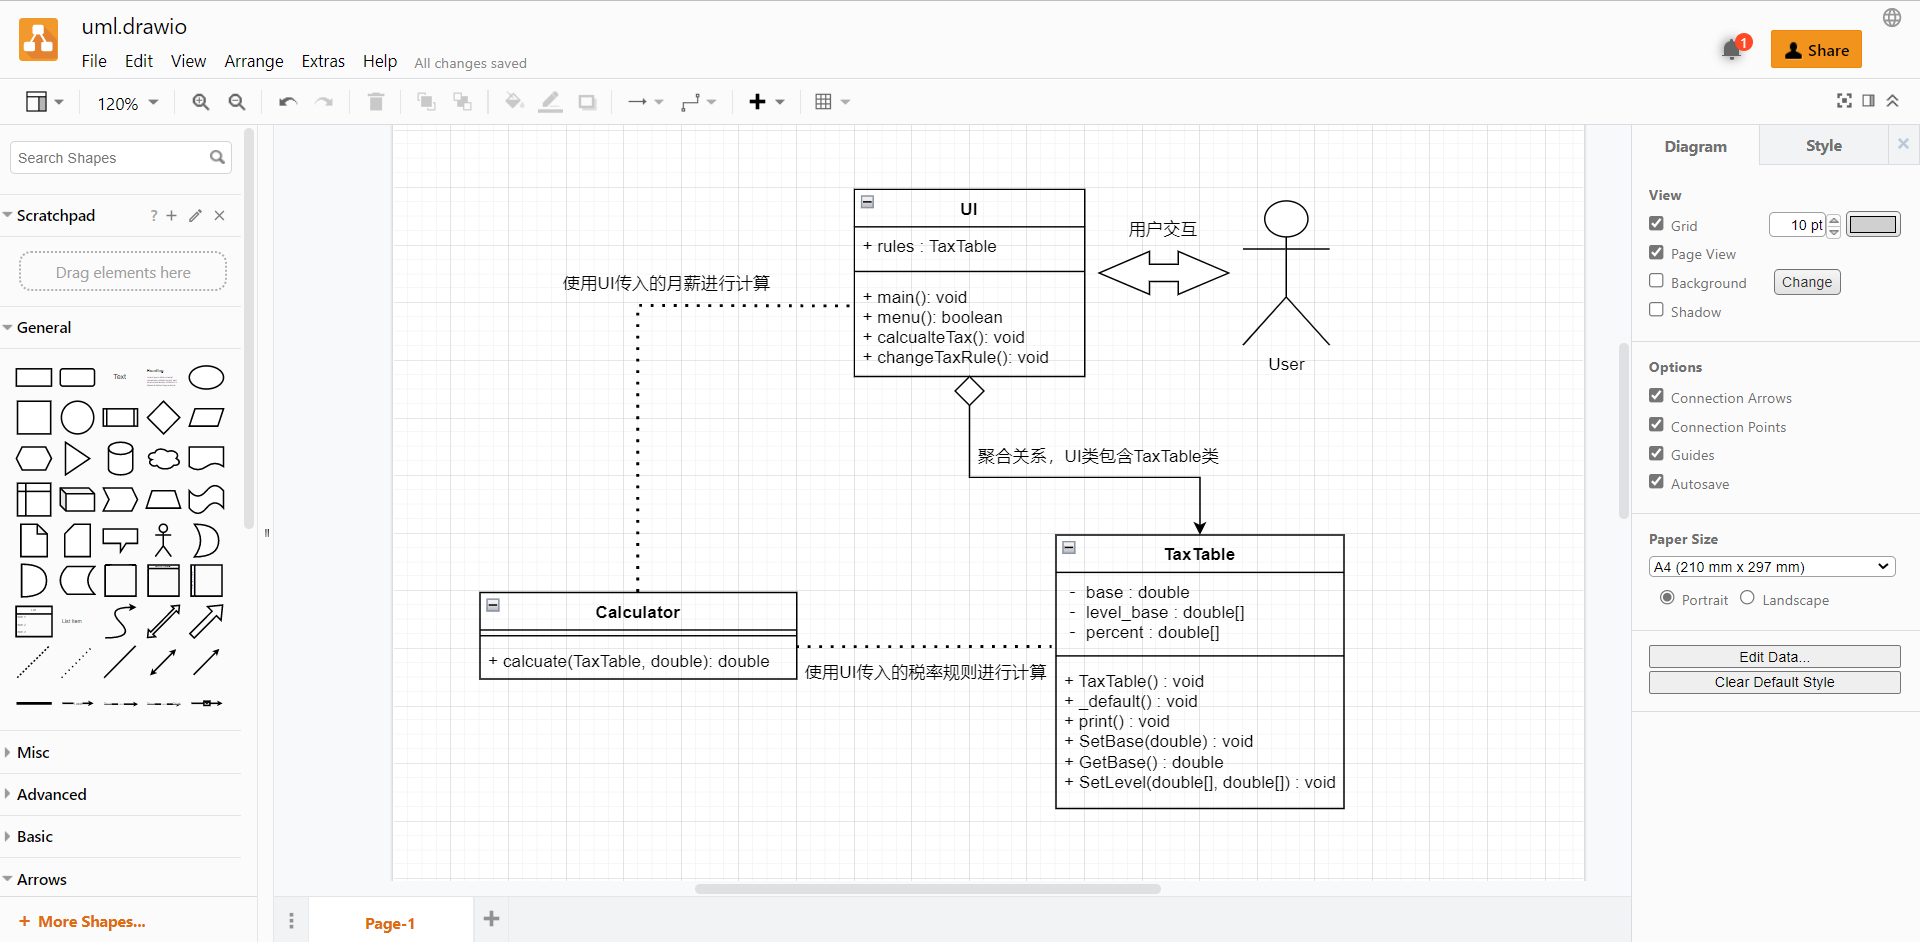 uml.drawio
File Edit View Arrange Extras Help All changes saved
1
Share
120%
Search Shapes
Scratchpad
?
Drag elements here
General
Text
Heading
List Item
Misc
Advanced
Basic
Arrows
+ More Shapes...
UI
+ rules : TaxTable
+ main(): void
+ menu(): boolean
+ calcualteTax(): void
+ changeTaxRule(): void
用户交互
User
使用UI传入的月薪进行计算
聚合关系，UI类包含TaxTable类
Calculator
+ calcuate(TaxTable, double): double
使用UI传入的税率规则进行计算
TaxTable
- base : double
- level_base : double[]
- percent : double[]
+ TaxTable() : void
+ _default() : void
+ print() : void
+ SetBase(double) : void
+ GetBase() : double
+ SetLevel(double[], double[]) : void
Page-1
Diagram
Style
View
Grid
10 pt
Page View
Background
Change
Shadow
Options
Connection Arrows
Connection Points
Guides
Autosave
Paper Size
A4 (210 mm x 297 mm)
Portrait
Landscape
Edit Data...
Clear Default Style